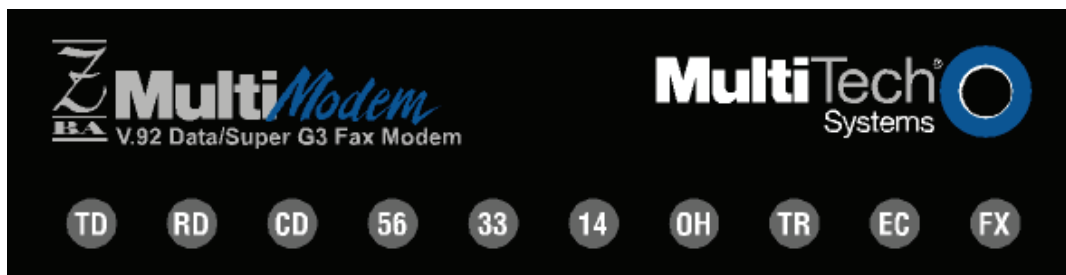 Z
BA
MultiModem
V.92 Data/Super G3 Fax Modem
MultiTech®
Systems
TD RD CD 56 33 14 OH TR EC FX